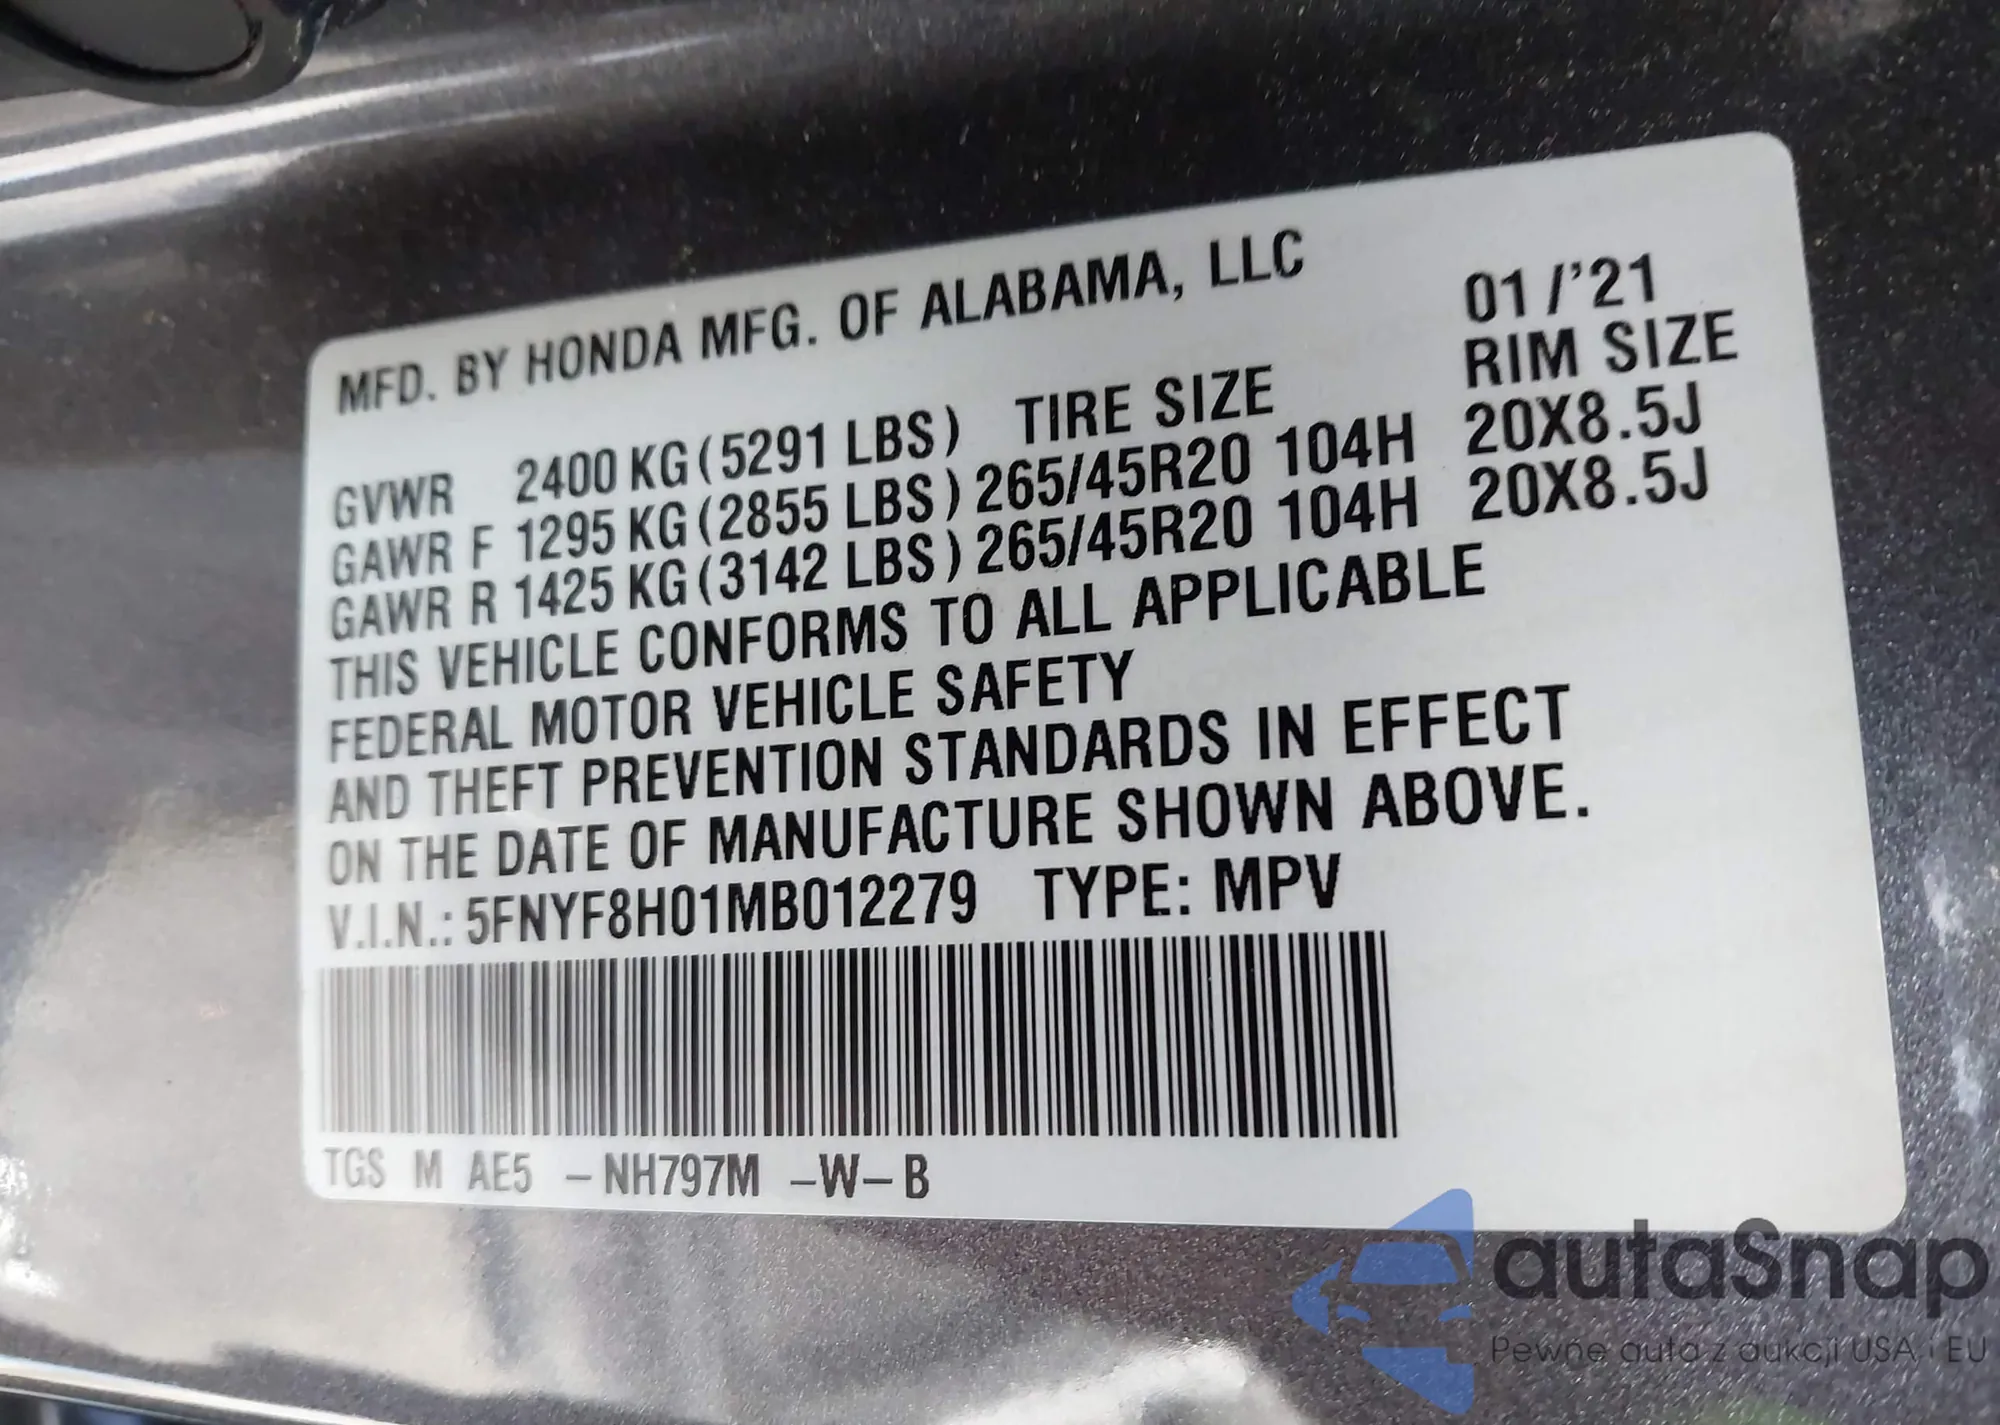 MFD. BY HONDA MFG. OF ALABAMA, LLC 01/'21
GVWR 2400 KG (5291 LBS) TIRE SIZE RIM SIZE
GAWR F 1295 KG (2855 LBS) 265/45R20 104H 20X8.5J
GAWR R 1425 KG (3142 LBS) 265/45R20 104H 20X8.5J
THIS VEHICLE CONFORMS TO ALL APPLICABLE
FEDERAL MOTOR VEHICLE SAFETY
AND THEFT PREVENTION STANDARDS IN EFFECT
ON THE DATE OF MANUFACTURE SHOWN ABOVE.
V.I.N.: 5FNYF8H01MB012279 TYPE: MPV
TGS M AE5 –NH797M –W–B
autaSnap
Pewne auta z aukcji USA i EU